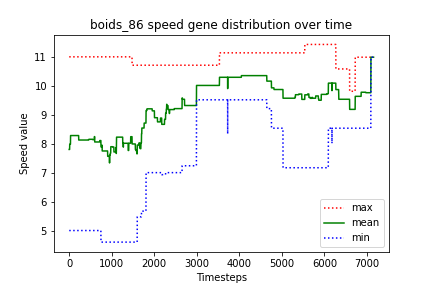 boids_86 speed gene distribution over time
Speed value
11
10
9
8
7
6
5
0
1000
2000
3000
4000
5000
6000
7000
Timesteps
max
mean
min